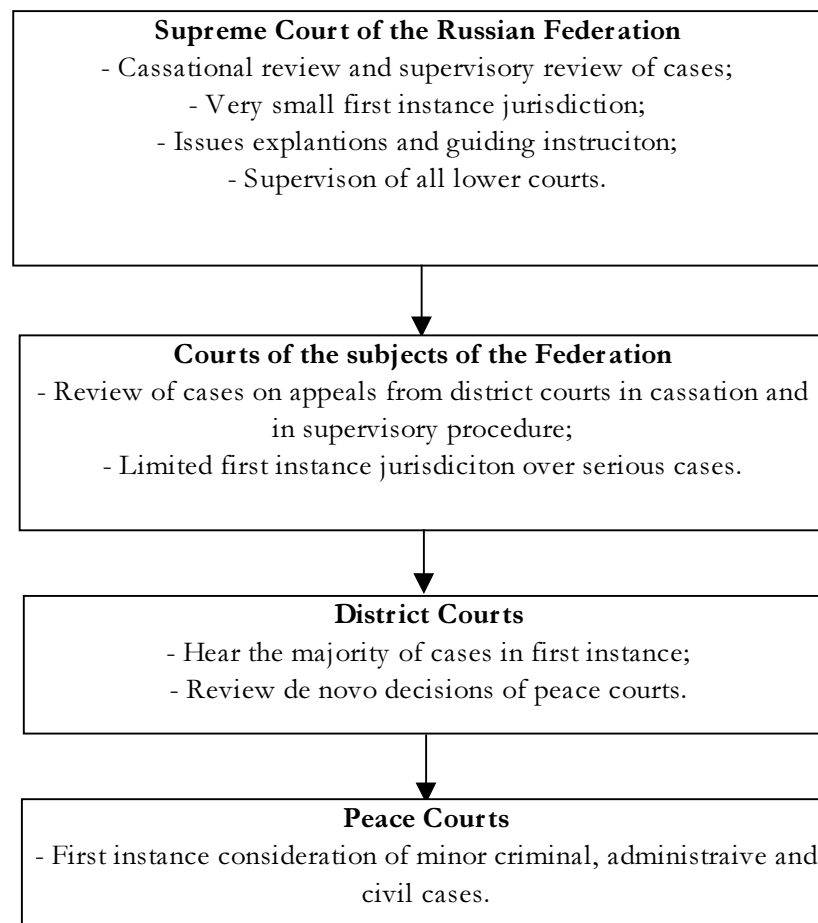 Supreme Court of the Russian Federation
- Cassational review and supervisory review of cases;
- Very small first instance jurisdiction;
- Issues explantions and guiding instruciton;
- Supervison of all lower courts.
Courts of the subjects of the Federation
- Review of cases on appeals from district courts in cassation and
in supervisory procedure;
- Limited first instance jurisdiciton over serious cases.
District Courts
- Hear the majority of cases in first instance;
- Review de novo decisions of peace courts.
Peace Courts
- First instance consideration of minor criminal, administraive and
civil cases.